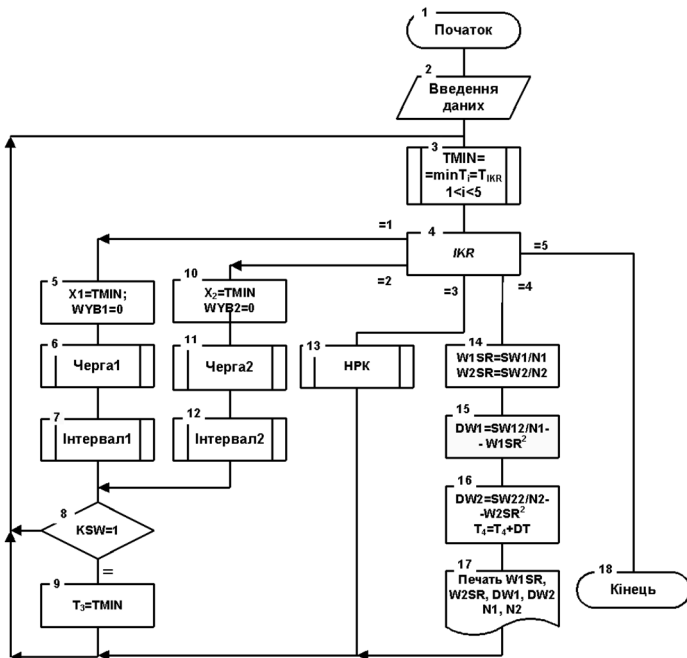 1
Початок
2
Введення
даних
3
TMIN=
=minTᵢ=T_IKR
1<i<5
4
IKR
=1
=2
=3
=4
=5
5
X1=TMIN;
WYB1=0
10
X₂=TMIN
WYB2=0
6
Черга1
11
Черга2
13
НРК
14
W1SR=SW1/N1
W2SR=SW2/N2
7
Інтервал1
12
Інтервал2
15
DW1=SW12/N1-
- W1SR²
8
KSW=1
=
16
DW2=SW22/N2-
-W2SR²
T₄=T₄+DT
9
T₃=TMIN
17
Печать W1SR,
W2SR, DW1, DW2
N1, N2
18
Кінець